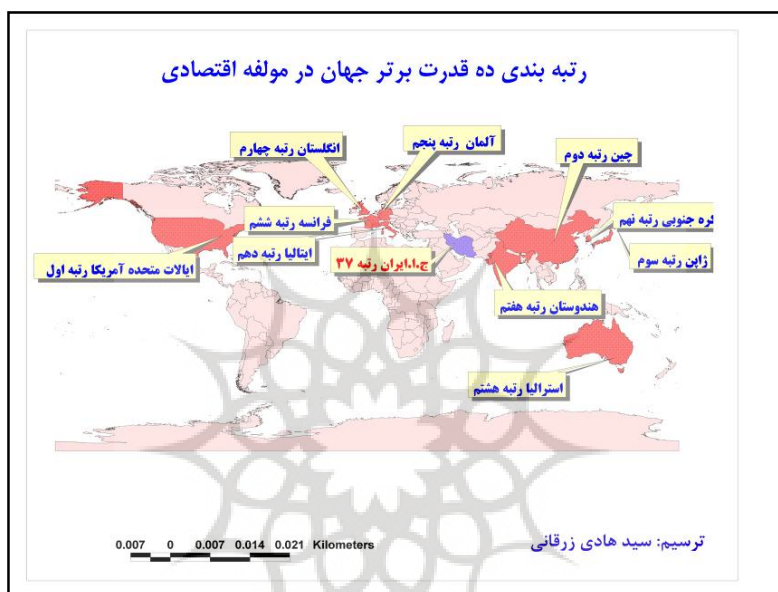 رتبه بندی ده قدرت برتر جهان در مولفه اقتصادی
آلمان رتبه پنجم
انگلستان رتبه چهارم
چین رتبه دوم
کره جنوبی رتبه نهم
فرانسه رتبه ششم
ایتالیا رتبه دهم
ژاپن رتبه سوم
ج.ا.ایران رتبه ۳۷
ایالات متحده آمریکا رتبه اول
هندوستان رتبه هفتم
استرالیا رتبه هشتم
ترسیم: سید هادی زرقانی
0.007 0 0.007 0.014 0.021 Kilometers